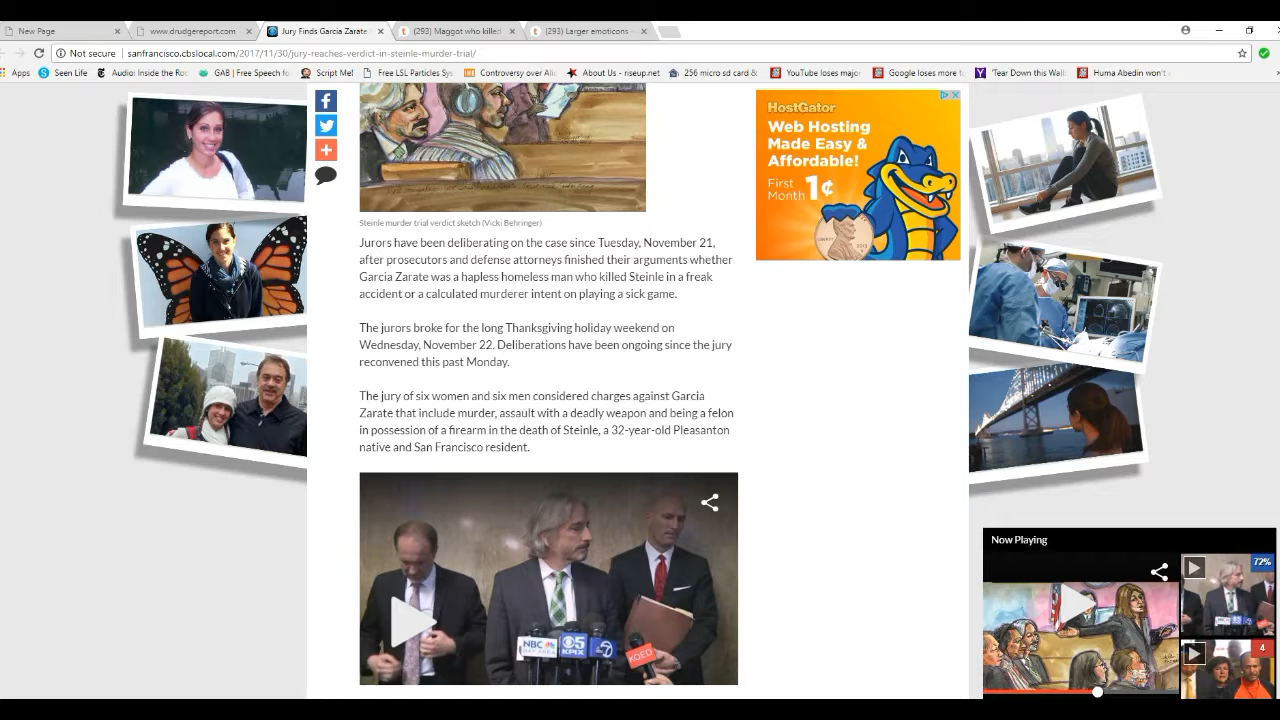 New Page
www.drudgereport.com
Jury Finds Garcia Zarate
(293) Maggot who killed
(293) Larger emoticons
Not secure
sanfrancisco.cbslocal.com/2017/11/30/jury-reaches-verdict-in-steinle-murder-trial/
Apps
Seen Life
Audio: Inside the Ro
GAB | Free Speech fo
Script Mel
Free LSL Particles Sys
Controversy over Ali
About Us - riseup.net
256 micro sd card &
YouTube loses major
Google loses more t
'Tear Down this Wall
Huma Abedin won't
HostGator
Web Hosting
Made Easy &
Affordable!
First
Month 1¢
Steinle murder trial verdict sketch (Vicki Behringer)
Jurors have been deliberating on the case since Tuesday, November 21,
after prosecutors and defense attorneys finished their arguments whether
Garcia Zarate was a hapless homeless man who killed Steinle in a freak
accident or a calculated murderer intent on playing a sick game.
The jurors broke for the long Thanksgiving holiday weekend on
Wednesday, November 22. Deliberations have been ongoing since the jury
reconvened this past Monday.
The jury of six women and six men considered charges against Garcia
Zarate that include murder, assault with a deadly weapon and being a felon
in possession of a firearm in the death of Steinle, a 32-year-old Pleasanton
native and San Francisco resident.
NBC
BAY AREA
5
KPIX
7
KQED
Now Playing
72%
4